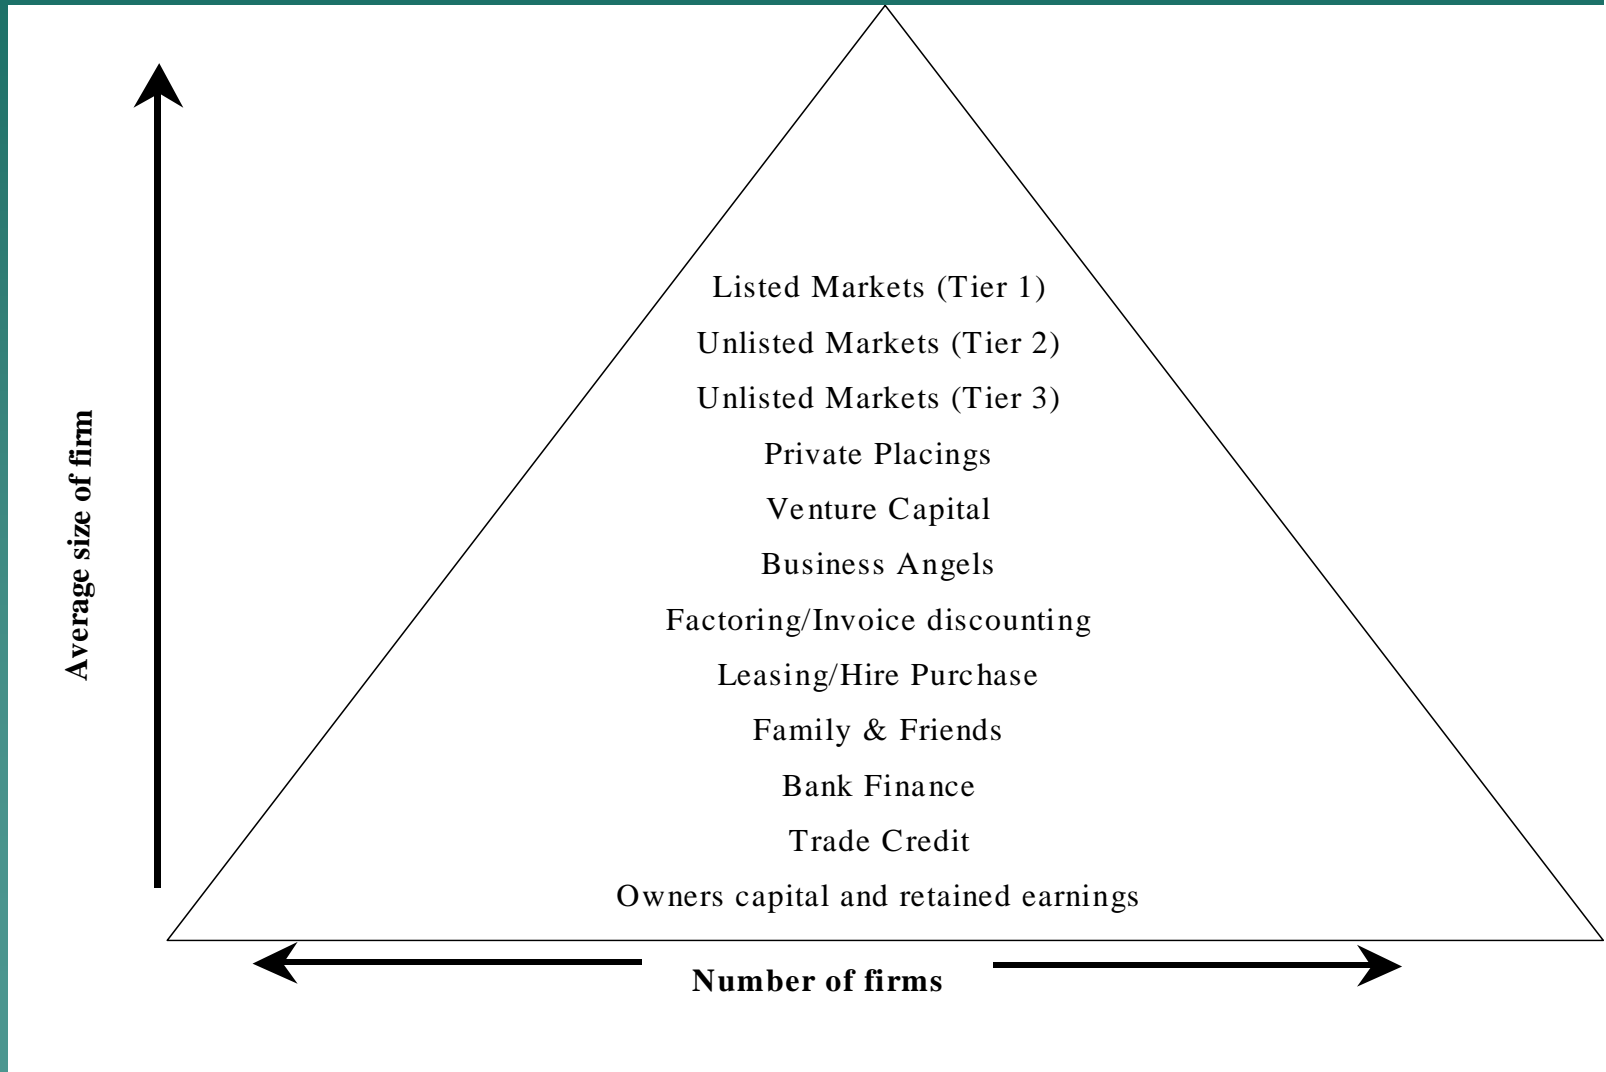 Listed Markets (Tier 1)
Unlisted Markets (Tier 2)
Unlisted Markets (Tier 3)
Private Placings
Venture Capital
Business Angels
Factoring/Invoice discounting
Leasing/Hire Purchase
Family & Friends
Bank Finance
Trade Credit
Owners capital and retained earnings
Average size of firm
Number of firms